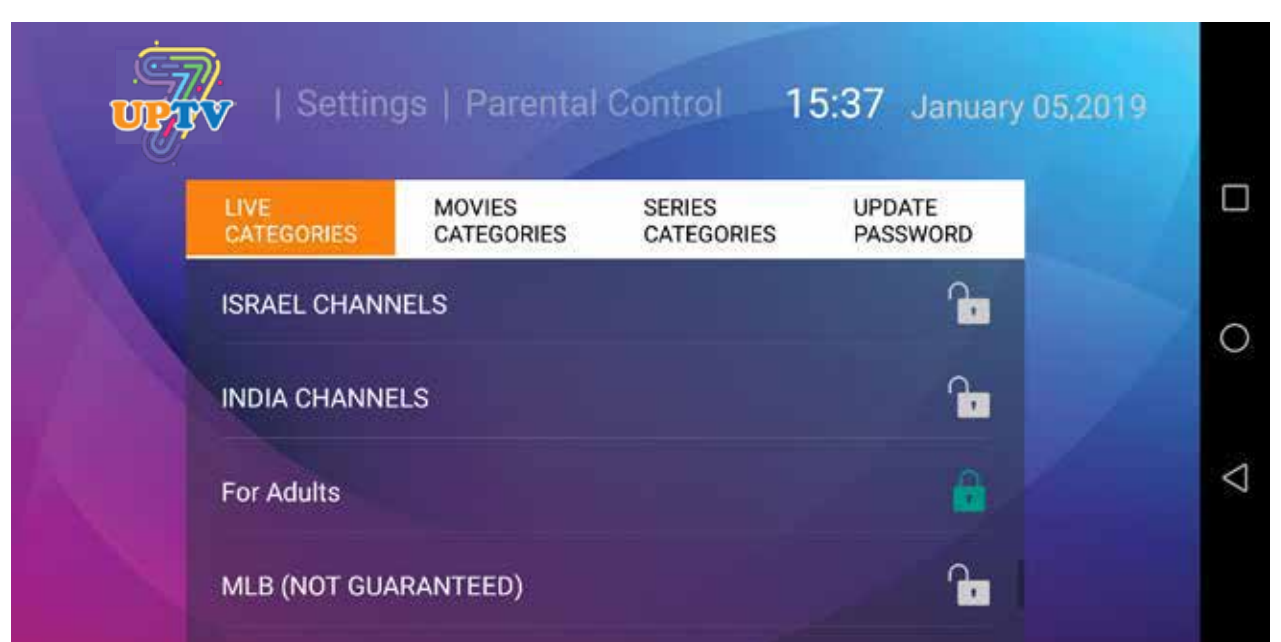 7
UPTV
| Settings | Parental Control 15:37 January 05,2019
LIVE CATEGORIES
MOVIES CATEGORIES
SERIES CATEGORIES
UPDATE PASSWORD
ISRAEL CHANNELS
INDIA CHANNELS
For Adults
MLB (NOT GUARANTEED)